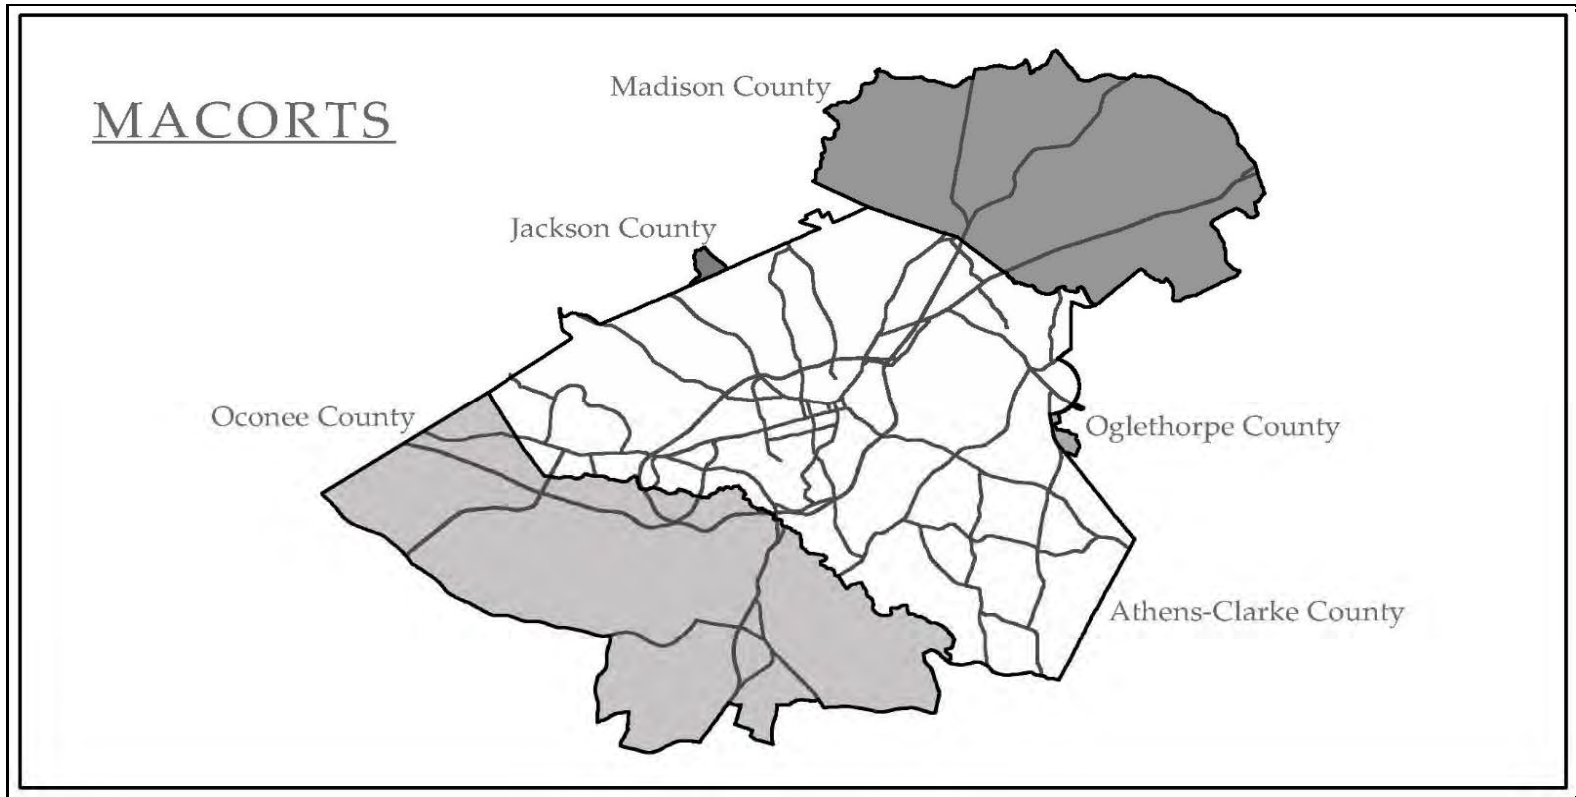 Madison County
MACORTS
Jackson County
Oconee County
Oglethorpe County
Athens-Clarke County